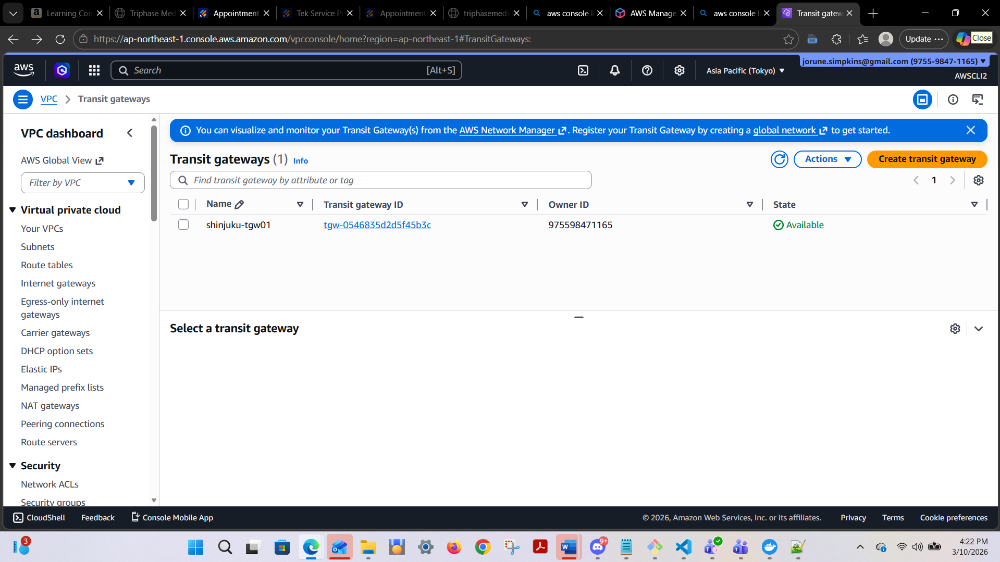 Learning Con
Triphase Med
Appointment
Tek Service P
Appointment
triphasemedi
aws console l
AWS Manage
aws console l
Transit gatew
https://ap-northeast-1.console.aws.amazon.com/vpcconsole/home?region=ap-northeast-1#TransitGateways:
Update
Close
aws
Search
[Alt+S]
Asia Pacific (Tokyo)
jorune.simpkins@gmail.com (9755-9847-1165)
AWSCLI2
VPC
Transit gateways
VPC dashboard
AWS Global View
Filter by VPC
Virtual private cloud
Your VPCs
Subnets
Route tables
Internet gateways
Egress-only internet
gateways
Carrier gateways
DHCP option sets
Elastic IPs
Managed prefix lists
NAT gateways
Peering connections
Route servers
Security
Network ACLs
Security groups
You can visualize and monitor your Transit Gateway(s) from the AWS Network Manager. Register your Transit Gateway by creating a global network to get started.
Transit gateways (1) Info
Actions
Create transit gateway
Find transit gateway by attribute or tag
1
Name
Transit gateway ID
Owner ID
State
shinjuku-tgw01
tgw-0546835d2d5f45b3c
975598471165
Available
Select a transit gateway
CloudShell
Feedback
Console Mobile App
© 2026, Amazon Web Services, Inc. or its affiliates.
Privacy
Terms
Cookie preferences
3
9+
4:22 PM
3/10/2026